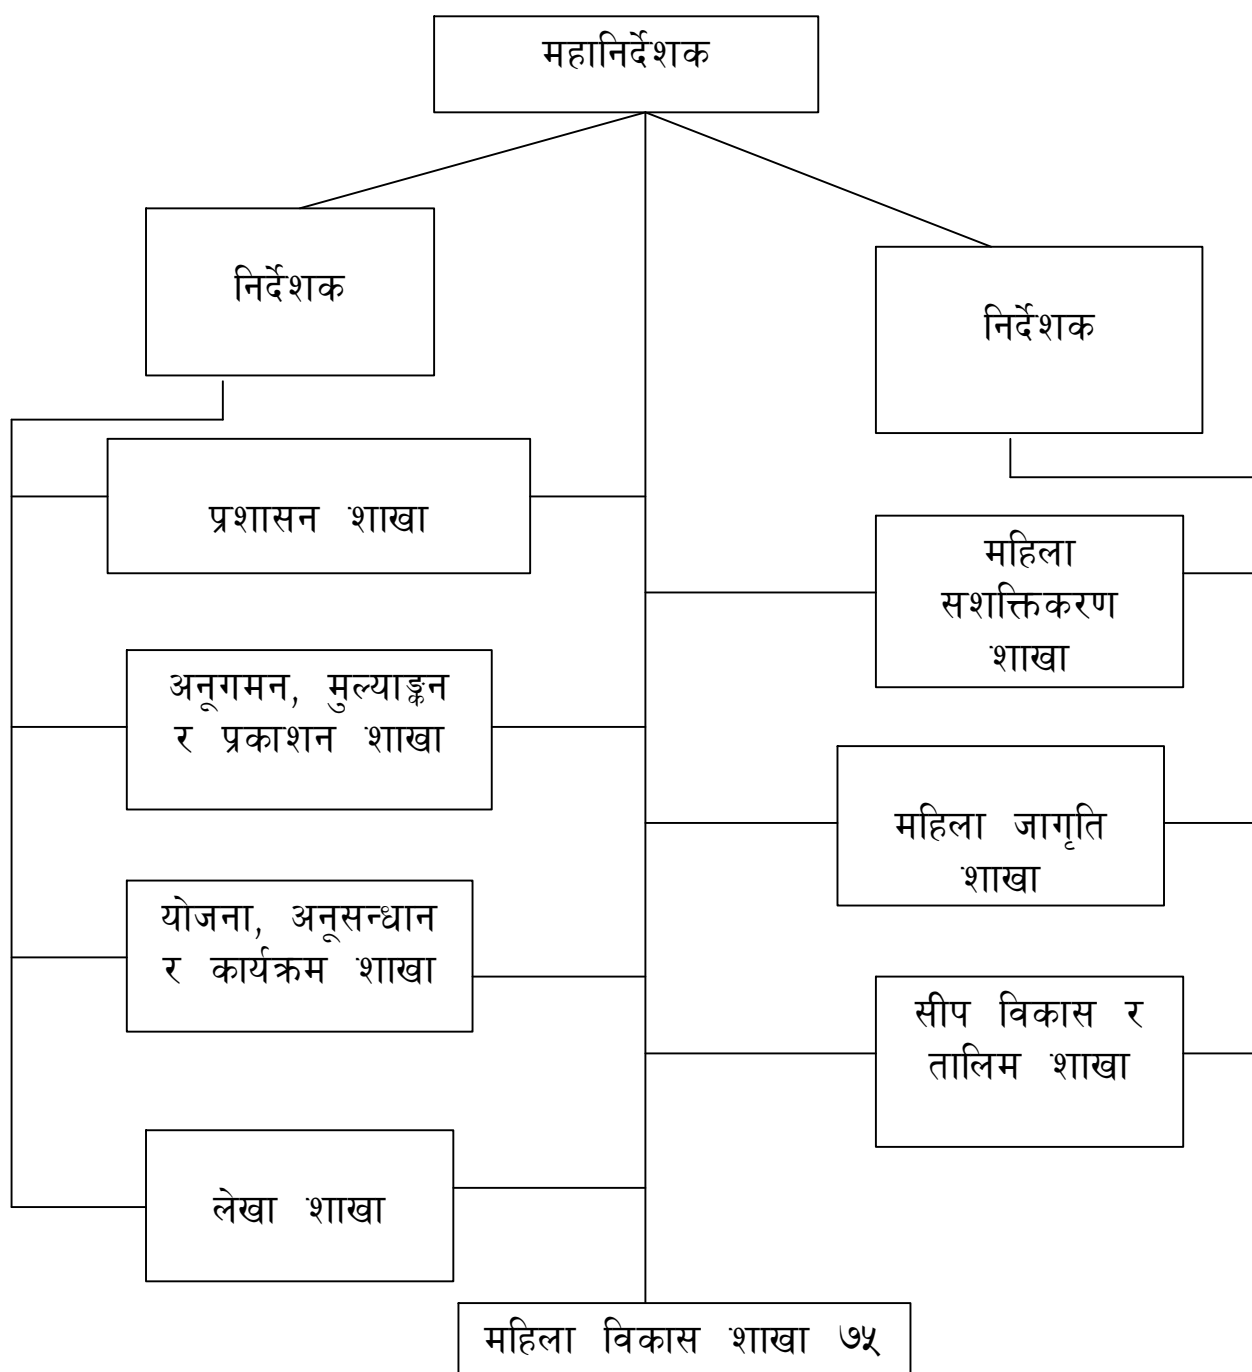 महानिर्देशक
निर्देशक
निर्देशक
प्रशासन शाखा
महिला
सशक्तिकरण
शाखा
अनूगमन, मुल्याङ्कन
र प्रकाशन शाखा
महिला जागृति
शाखा
योजना, अनूसन्धान
र कार्यक्रम शाखा
सीप विकास र
तालिम शाखा
लेखा शाखा
महिला विकास शाखा ७५